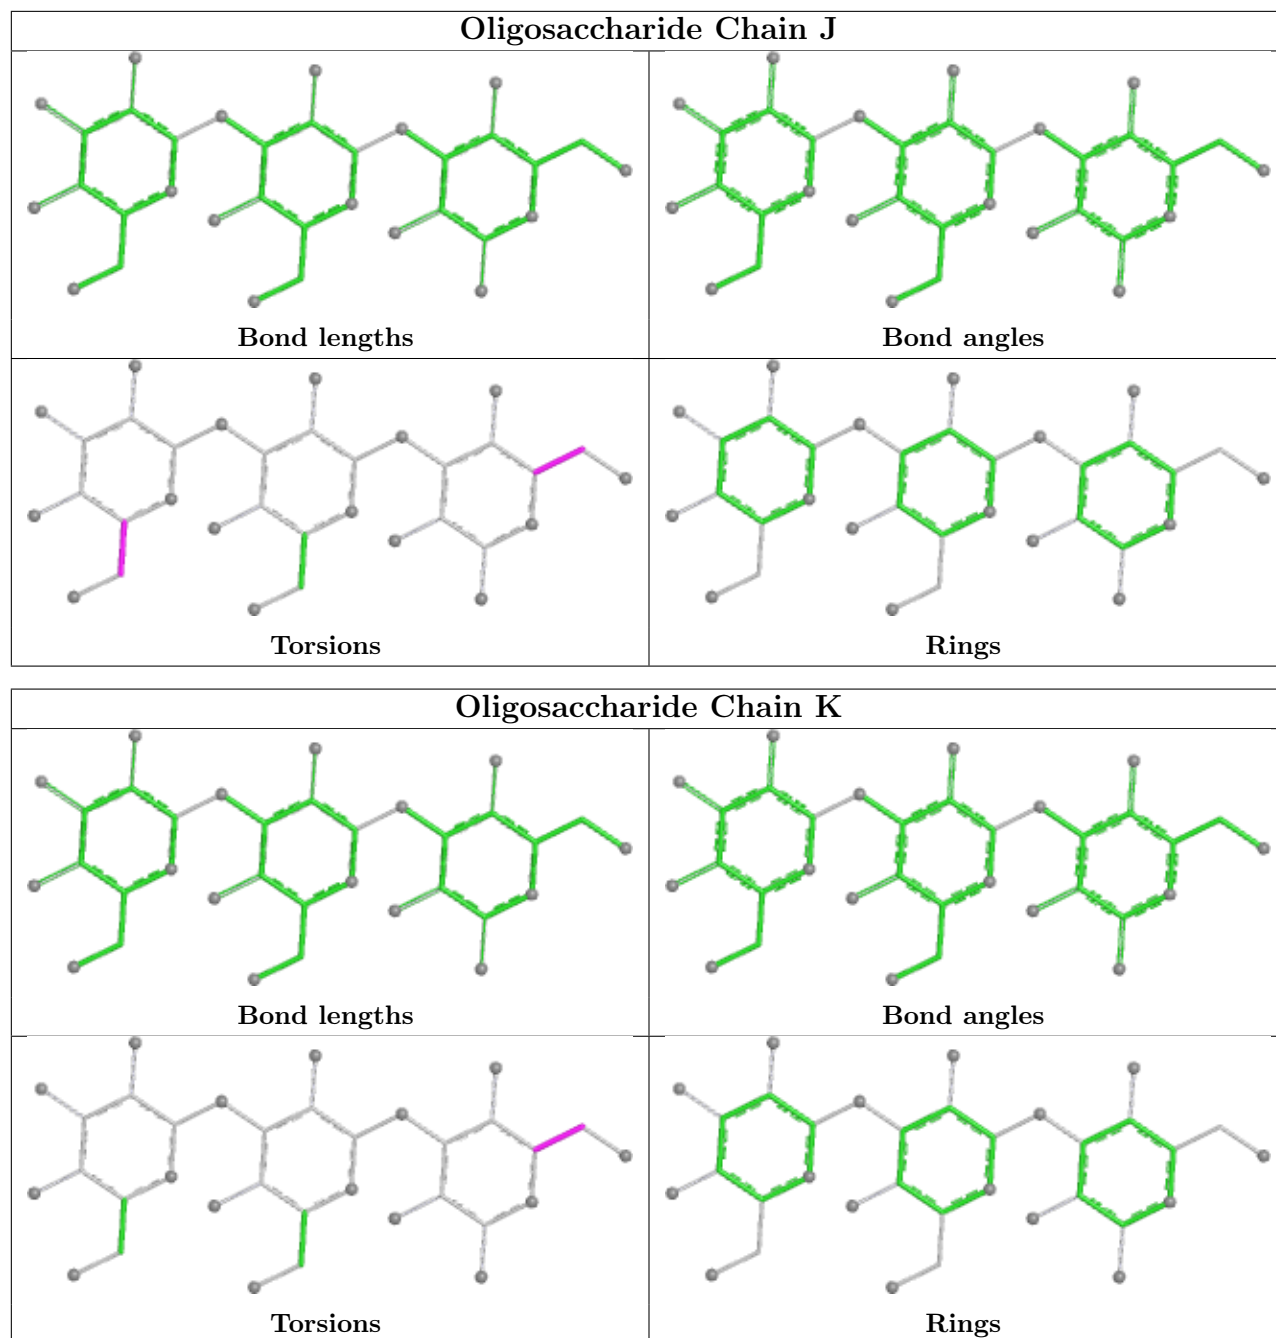 Oligosaccharide Chain J
Bond lengths
Bond angles
Torsions
Rings
Oligosaccharide Chain K
Bond lengths
Bond angles
Torsions
Rings